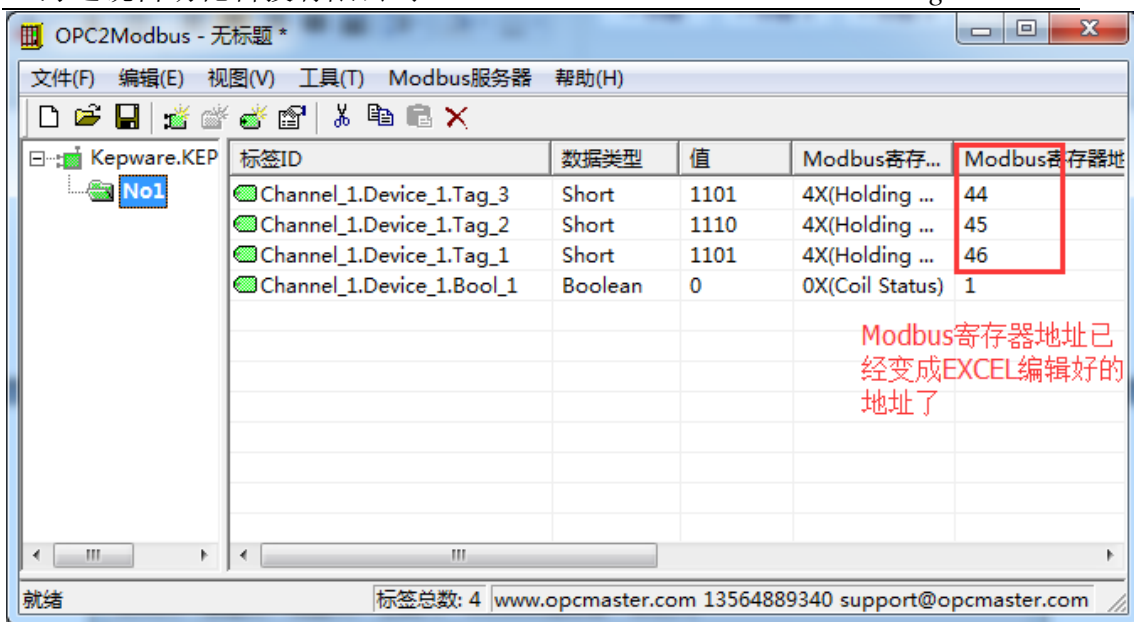 OPC2Modbus - 无标题 *
文件(F) 编辑(E) 视图(V) 工具(T) Modbus服务器 帮助(H)
Kepware.KEP
No1
标签ID 数据类型 值 Modbus寄存... Modbus寄存器地
Channel_1.Device_1.Tag_3 Short 1101 4X(Holding ... 44
Channel_1.Device_1.Tag_2 Short 1110 4X(Holding ... 45
Channel_1.Device_1.Tag_1 Short 1101 4X(Holding ... 46
Channel_1.Device_1.Bool_1 Boolean 0 0X(Coil Status) 1
Modbus寄存器地址已
经变成EXCEL编辑好的
地址了
就绪 标签总数: 4 www.opcmaster.com 13564889340 support@opcmaster.com